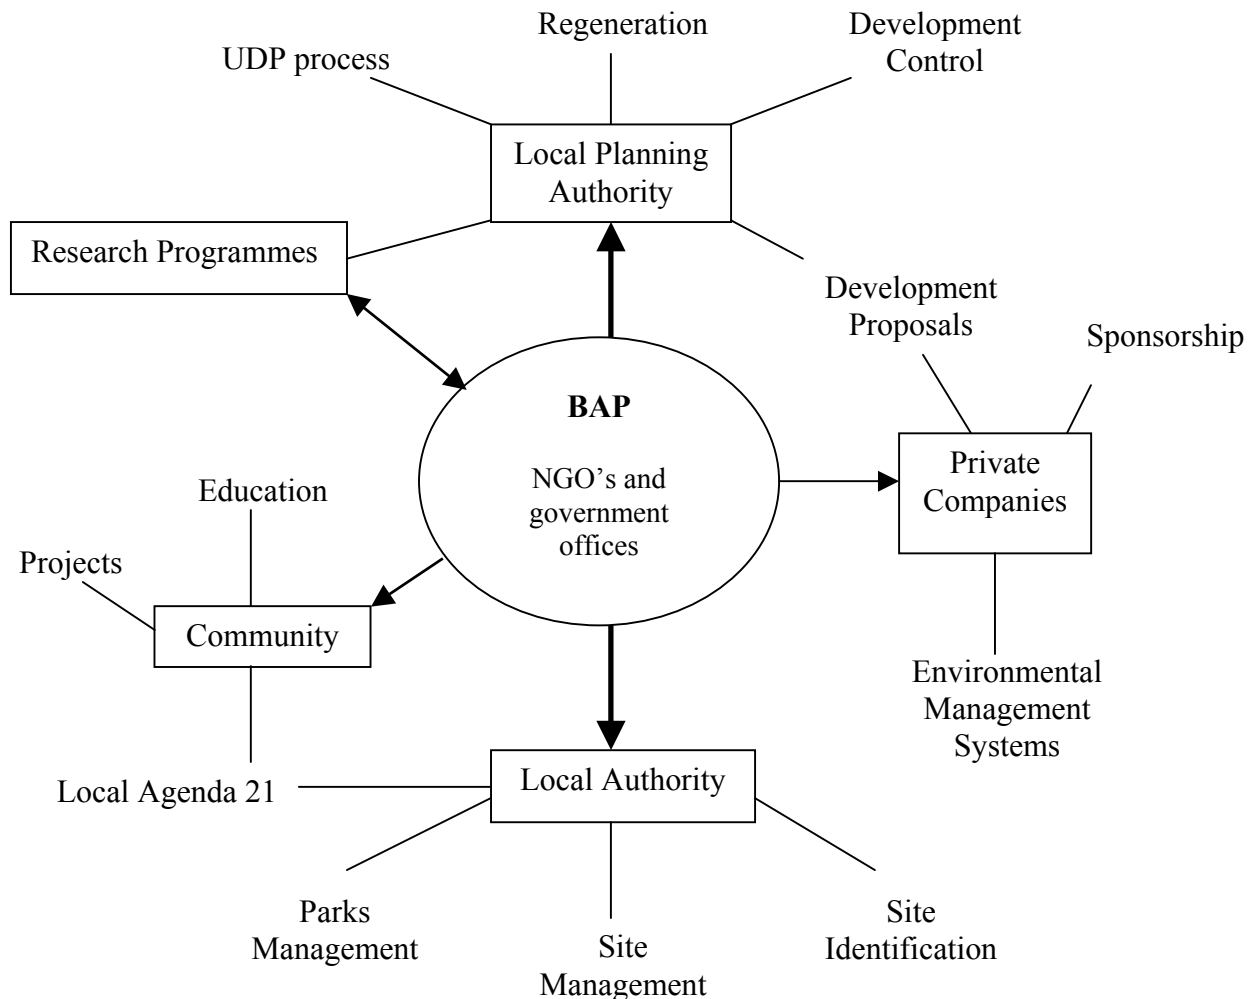 Regeneration
Development
Control
UDP process
Local Planning
Authority
Research Programmes
Development
Proposals
Sponsorship
BAP
NGO’s and
government
offices
Private
Companies
Education
Projects
Community
Environmental
Management
Systems
Local Agenda 21
Local Authority
Parks
Management
Site
Management
Site
Identification